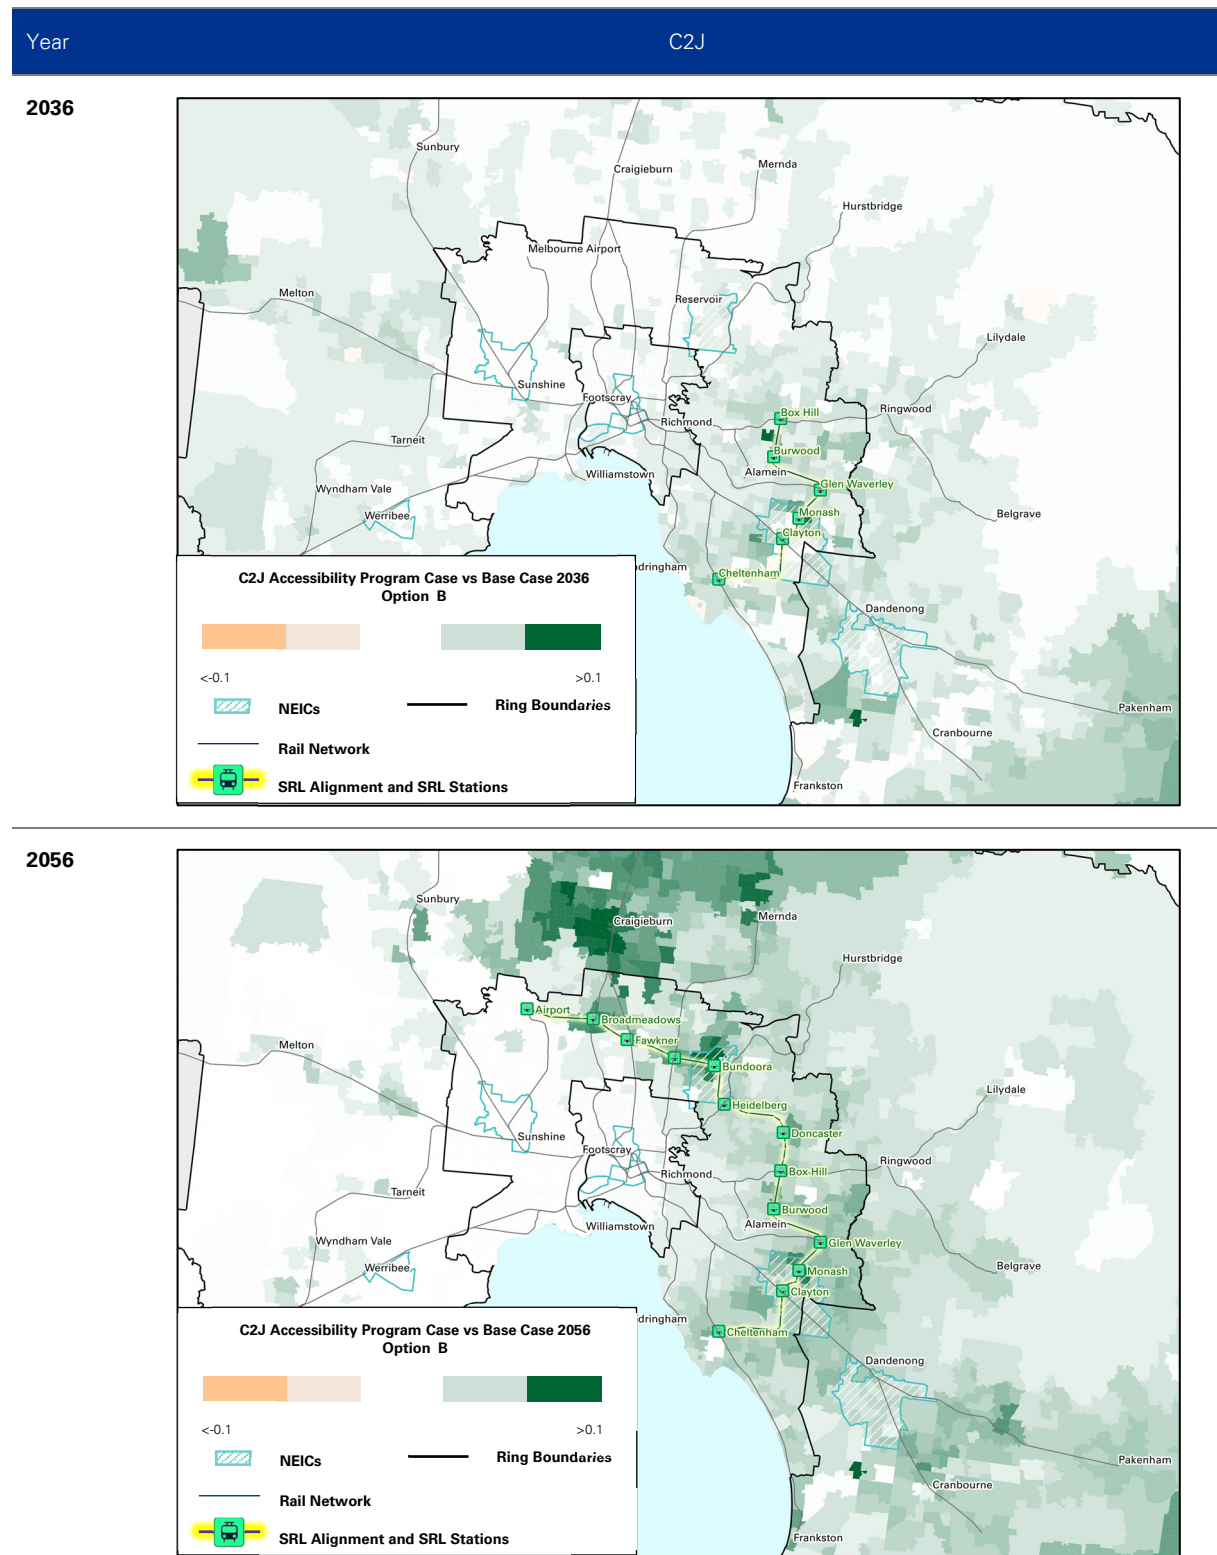 Year C2J
2036
Sunbury
Craigieburn
Mernda
Hurstbridge
Melbourne Airport
Melton
Reservoir
Lilydale
Sunshine
Footscray
Richmond
Box Hill
Ringwood
Tarneit
Burwood
Williamstown
Alamein
Glen Waverley
Wyndham Vale
Werribee
Monash
Belgrave
Clayton
dringham
Cheltenham
Dandenong
Pakenham
Cranbourne
Frankston
C2J Accessibility Program Case vs Base Case 2036
Option B
<-0.1 >0.1
NEICs Ring Boundaries
Rail Network
SRL Alignment and SRL Stations
2056
Sunbury
Craigieburn
Mernda
Hurstbridge
Airport
Broadmeadows
Fawkner
Melton
Bundoora
Lilydale
Heidelberg
Sunshine
Doncaster
Footscray
Richmond
Box Hill
Ringwood
Tarneit
Burwood
Williamstown
Alamein
Glen Waverley
Wyndham Vale
Werribee
Monash
Belgrave
Clayton
dringham
Cheltenham
Dandenong
Pakenham
Cranbourne
Frankston
C2J Accessibility Program Case vs Base Case 2056
Option B
<-0.1 >0.1
NEICs Ring Boundaries
Rail Network
SRL Alignment and SRL Stations